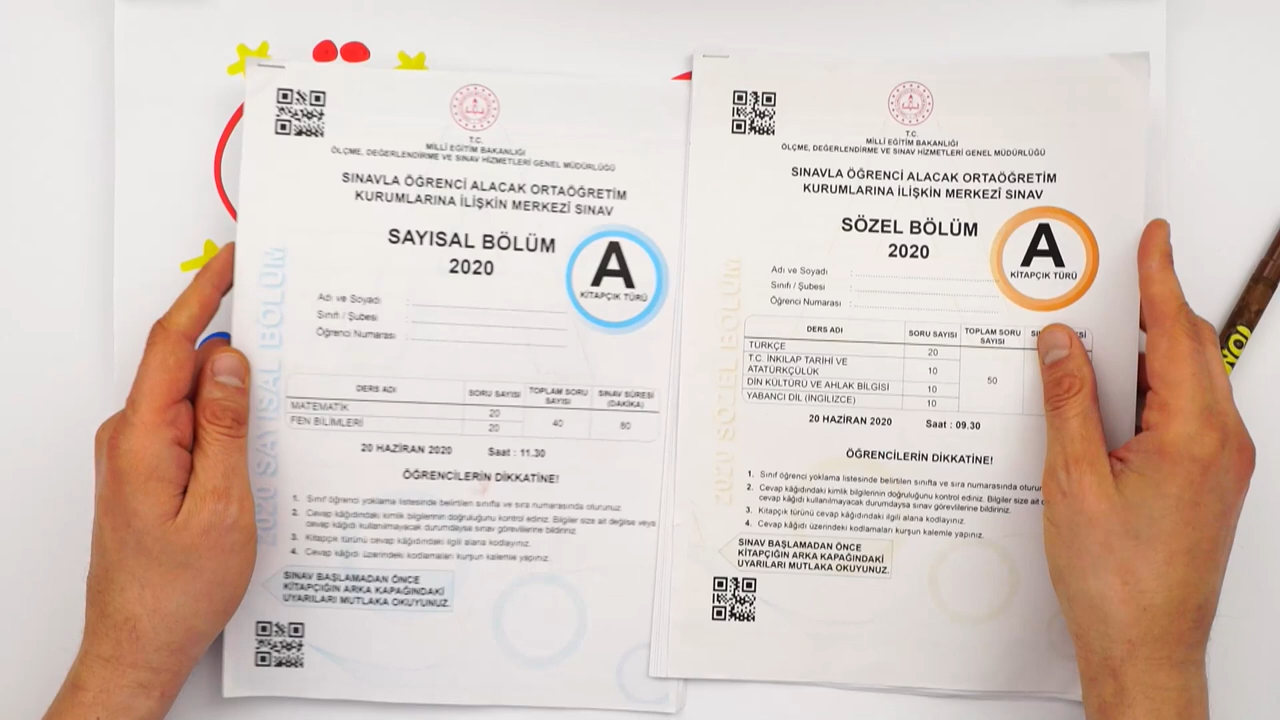 T.C.
MİLLÎ EĞİTİM BAKANLIĞI
ÖLÇME, DEĞERLENDİRME VE SINAV HİZMETLERİ GENEL MÜDÜRLÜĞÜ
SINAVLA ÖĞRENCİ ALACAK ORTAÖĞRETİM
KURUMLARINA İLİŞKİN MERKEZÎ SINAV
SAYISAL BÖLÜM
2020
A
KİTAPÇIK TÜRÜ
Adı ve Soyadı :
Sınıfı / Şubesi :
Öğrenci Numarası :
2020 SAYISAL BÖLÜM
DERS ADI SORU SAYISI TOPLAM SORU SAYISI SINAV SÜRESİ (DAKİKA)
MATEMATİK 20
FEN BİLİMLERİ 20
40 80
20 HAZİRAN 2020 Saat : 11.30
ÖĞRENCİLERİN DİKKATİNE!
1. Sınıf öğrenci yoklama listesinde belirtilen sınıfta ve sıra numarasında oturunuz.
2. Cevap kâğıdındaki kimlik bilgilerinin doğruluğunu kontrol ediniz. Bilgiler size ait değilse veya
cevap kâğıdı kullanılmayacak durumdaysa sınav görevlilerine bildiriniz.
3. Kitapçık türünü cevap kâğıdındaki ilgili alana kodlayınız.
4. Cevap kâğıdı üzerindeki kodlamaları kurşun kalemle yapınız.
SINAV BAŞLAMADAN ÖNCE
KİTAPÇIĞIN ARKA KAPAĞINDAKİ
UYARILARI MUTLAKA OKUYUNUZ.
T.C.
MİLLÎ EĞİTİM BAKANLIĞI
ÖLÇME, DEĞERLENDİRME VE SINAV HİZMETLERİ GENEL MÜDÜRLÜĞÜ
SINAVLA ÖĞRENCİ ALACAK ORTAÖĞRETİM
KURUMLARINA İLİŞKİN MERKEZÎ SINAV
SÖZEL BÖLÜM
2020
A
KİTAPÇIK TÜRÜ
Adı ve Soyadı :
Sınıfı / Şubesi :
Öğrenci Numarası :
2020 SÖZEL BÖLÜM
DERS ADI SORU SAYISI TOPLAM SORU SAYISI
TÜRKÇE 20
T.C. İNKILAP TARİHİ VE
ATATÜRKÇÜLÜK 10
DİN KÜLTÜRÜ VE AHLAK BİLGİSİ 10
YABANCI DİL (İNGİLİZCE) 10
50
20 HAZİRAN 2020 Saat : 09.30
ÖĞRENCİLERİN DİKKATİNE!
1. Sınıf öğrenci yoklama listesinde belirtilen sınıfta ve sıra numarasında
2. Cevap kâğıdındaki kimlik bilgilerinin doğruluğunu kontrol ediniz. Bilgiler size ait
cevap kâğıdı kullanılmayacak durumdaysa sınav görevlilerine bildiriniz.
3. Kitapçık türünü cevap kâğıdındaki ilgili alana kodlayınız.
4. Cevap kâğıdı üzerindeki kodlamaları kurşun kalemle yapınız.
SINAV BAŞLAMADAN ÖNCE
KİTAPÇIĞIN ARKA KAPAĞINDAKİ
UYARILARI MUTLAKA OKUYUNUZ.